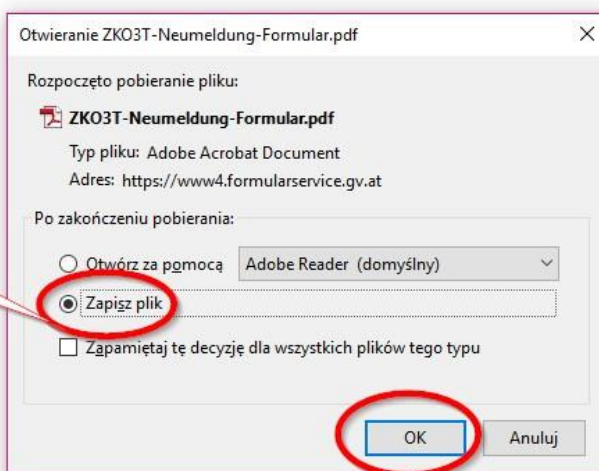 Otwieranie ZKO3T-Neumeldung-Formular.pdf
Rozpoczęto pobieranie pliku:
ZKO3T-Neumeldung-Formular.pdf
Typ pliku: Adobe Acrobat Document
Adres: https://www4.formularservice.gv.at
Po zakończeniu pobierania:
Otwórz za pomocą Adobe Reader (domyślny)
Zapisz plik
Zapamiętaj tę decyzję dla wszystkich plików tego typu
OK Anuluj